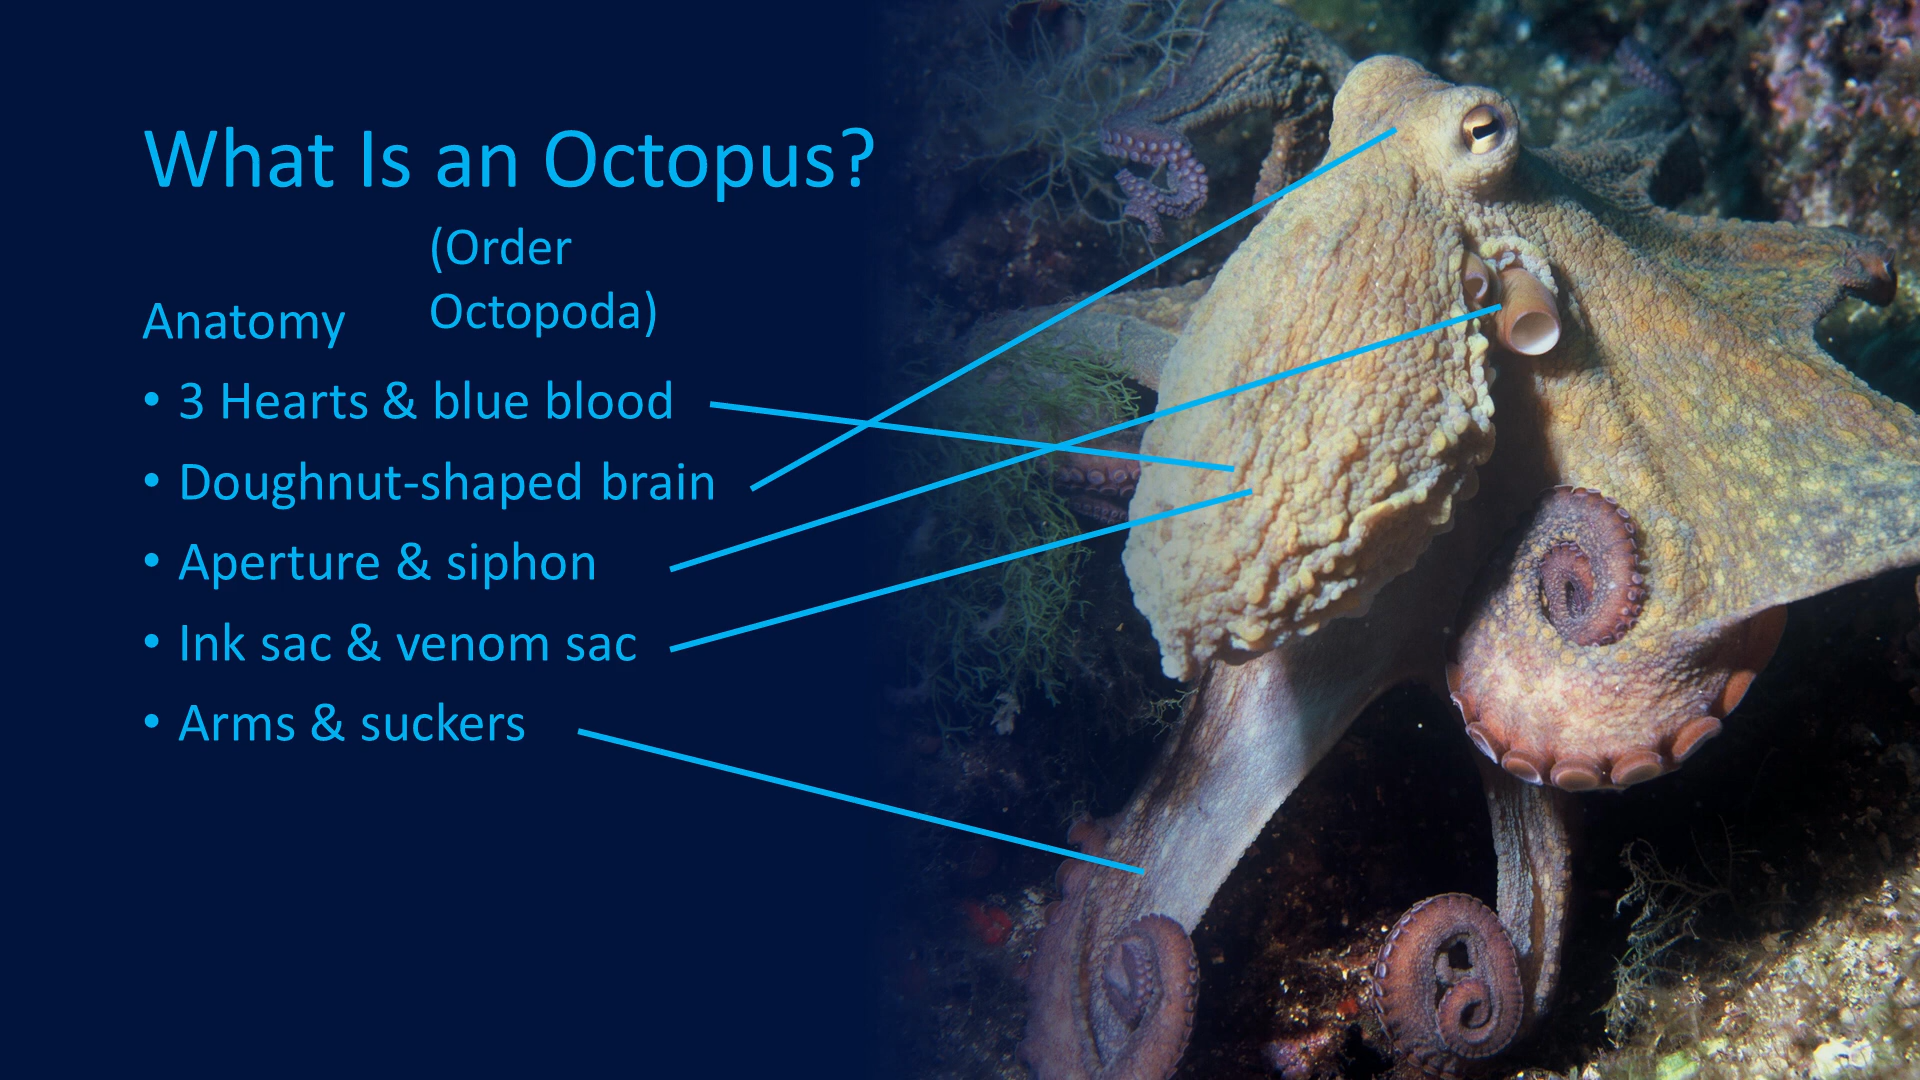 What Is an Octopus?
(Order
Octopoda)
Anatomy
• 3 Hearts & blue blood
• Doughnut-shaped brain
• Aperture & siphon
• Ink sac & venom sac
• Arms & suckers